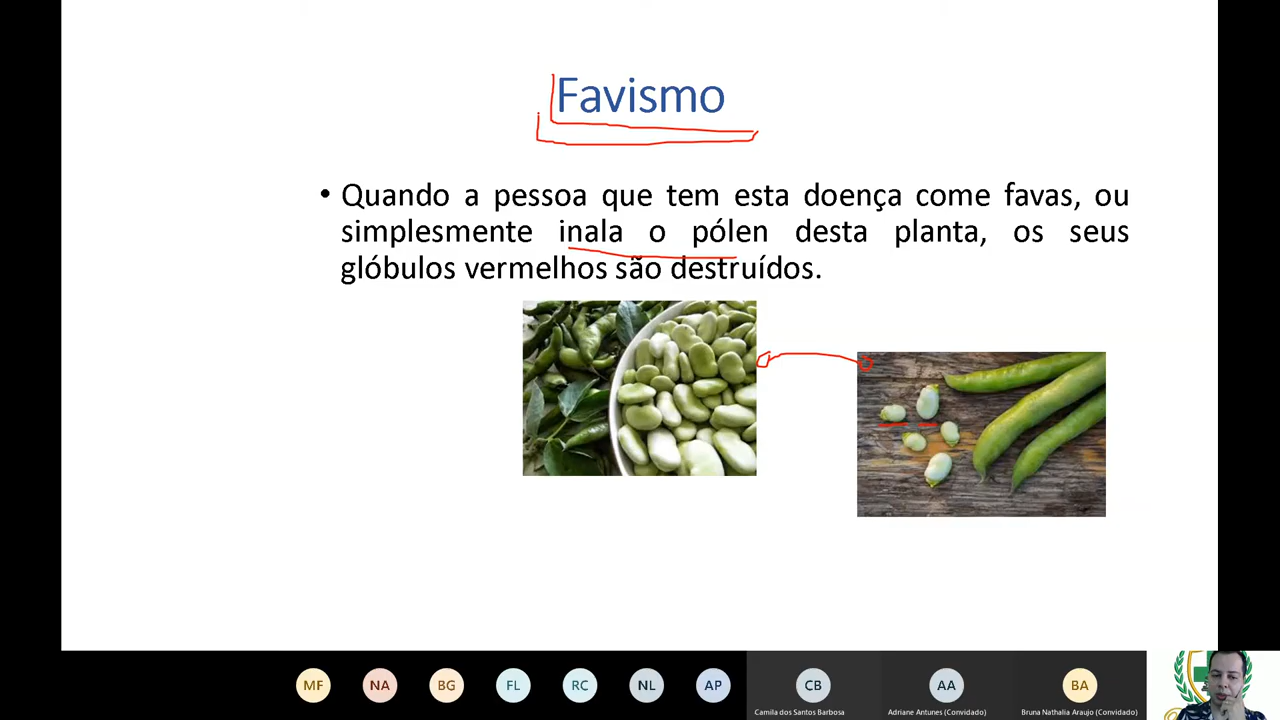 Favismo
• Quando a pessoa que tem esta doença come favas, ou
simplesmente inala o pólen desta planta, os seus
glóbulos vermelhos são destruídos.
MF NA BG FL RC NL AP CB AA BA
Camila dos Santos Barbosa Adriane Antunes (Convidado) Bruna Nathalia Araujo (Convidado)